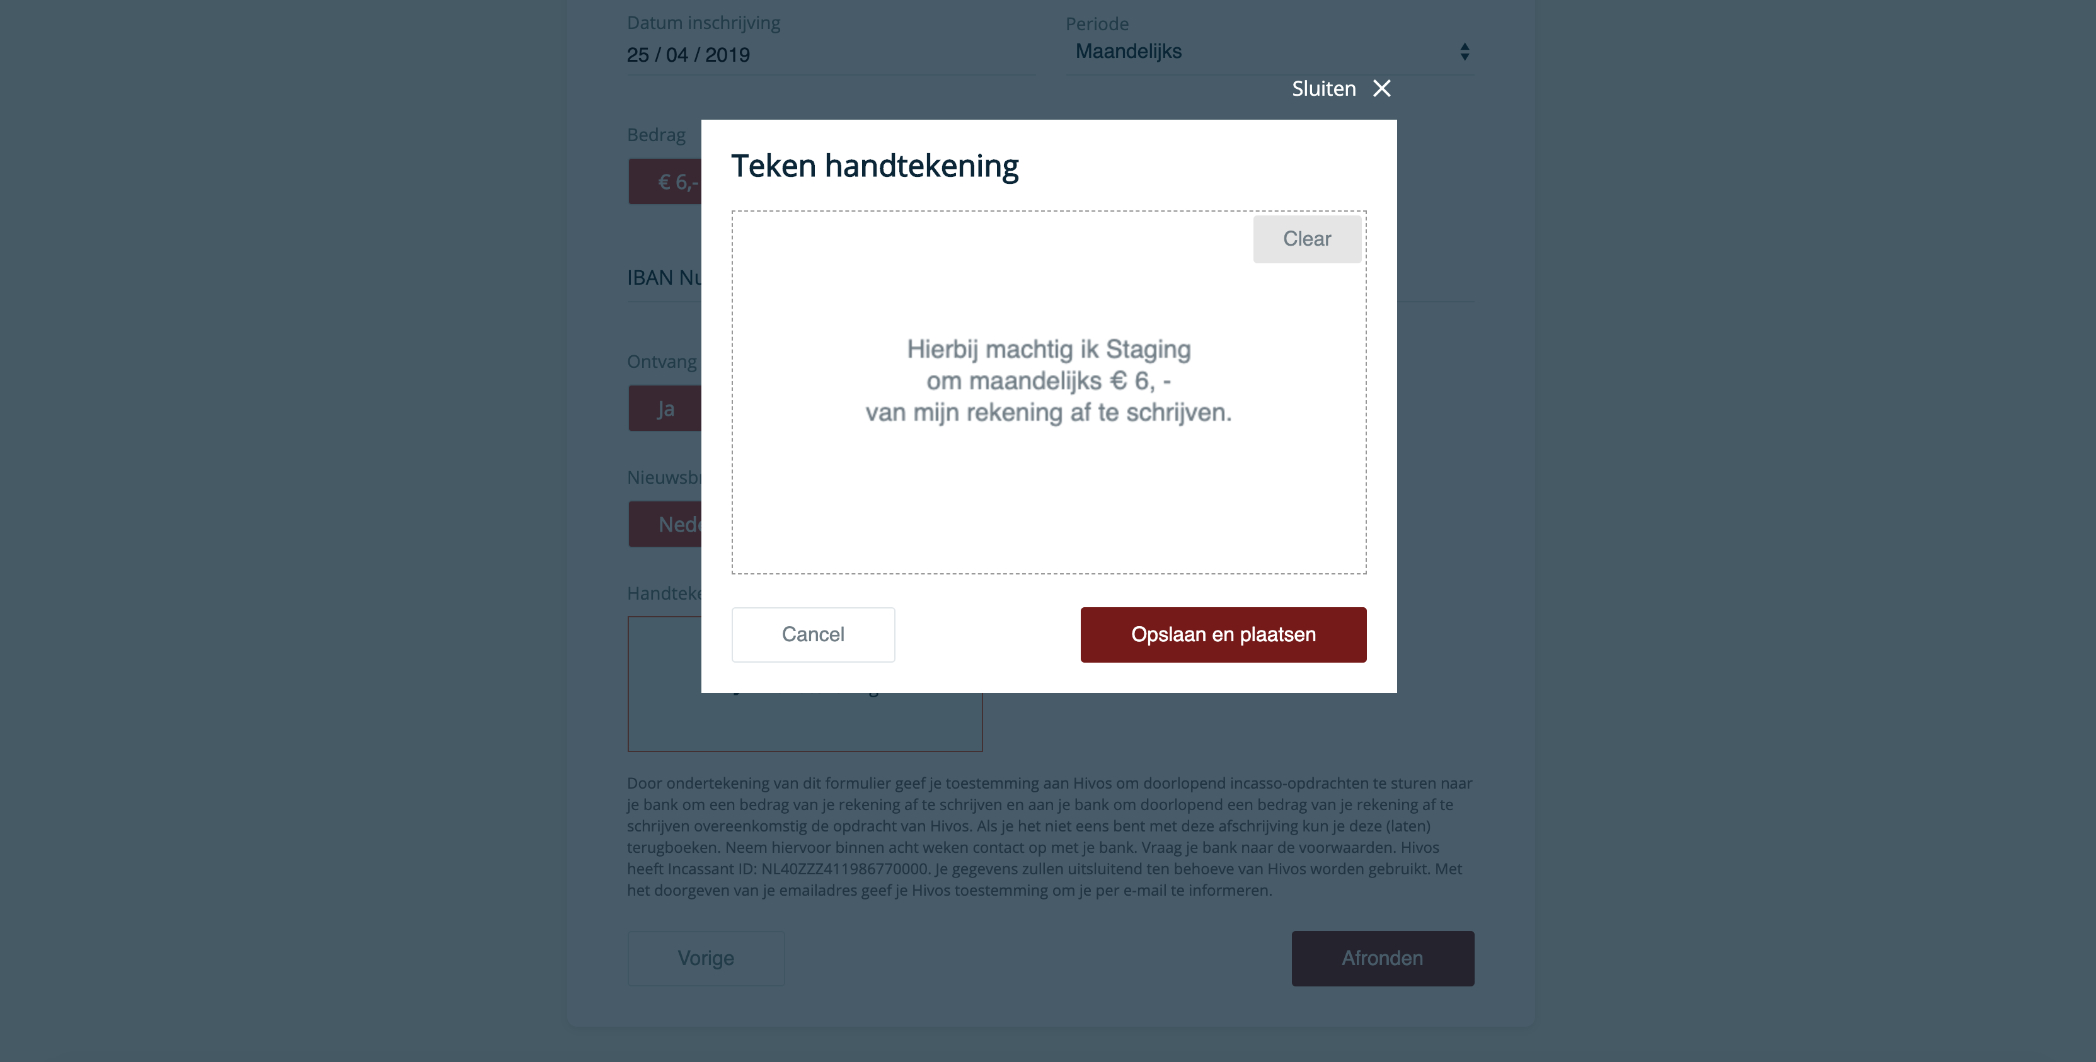 Datum inschrijving
Periode
25 / 04 / 2019
Maandelijks
Sluiten
Bedrag
Teken handtekening
€ 6,-
Clear
IBAN
Hierbij machtig ik Staging
om maandelijks € 6, -
van mijn rekening af te schrijven.
Ontvang
Ja
Cancel
Opslaan en plaatsen
Door ondertekening van dit formulier geef je toestemming aan Hivos om doorlopend incasso-opdrachten te sturen naar
je bank om een bedrag van je rekening af te schrijven en aan je bank om doorlopend een bedrag van je rekening af te
schrijven overeenkomstig de opdracht van Hivos. Als je het niet eens bent met deze afschrijving kun je deze (laten)
terugboeken. Neem hiervoor binnen acht weken contact op met je bank. Vraag je bank naar de voorwaarden. Hivos
heeft Incassant ID: NL40ZZZ411986770000. Je gegevens zullen uitsluitend ten behoeve van Hivos worden gebruikt. Met
het doorgeven van je emailadres geef je Hivos toestemming om je per e-mail te informeren.
Vorige
Afronden